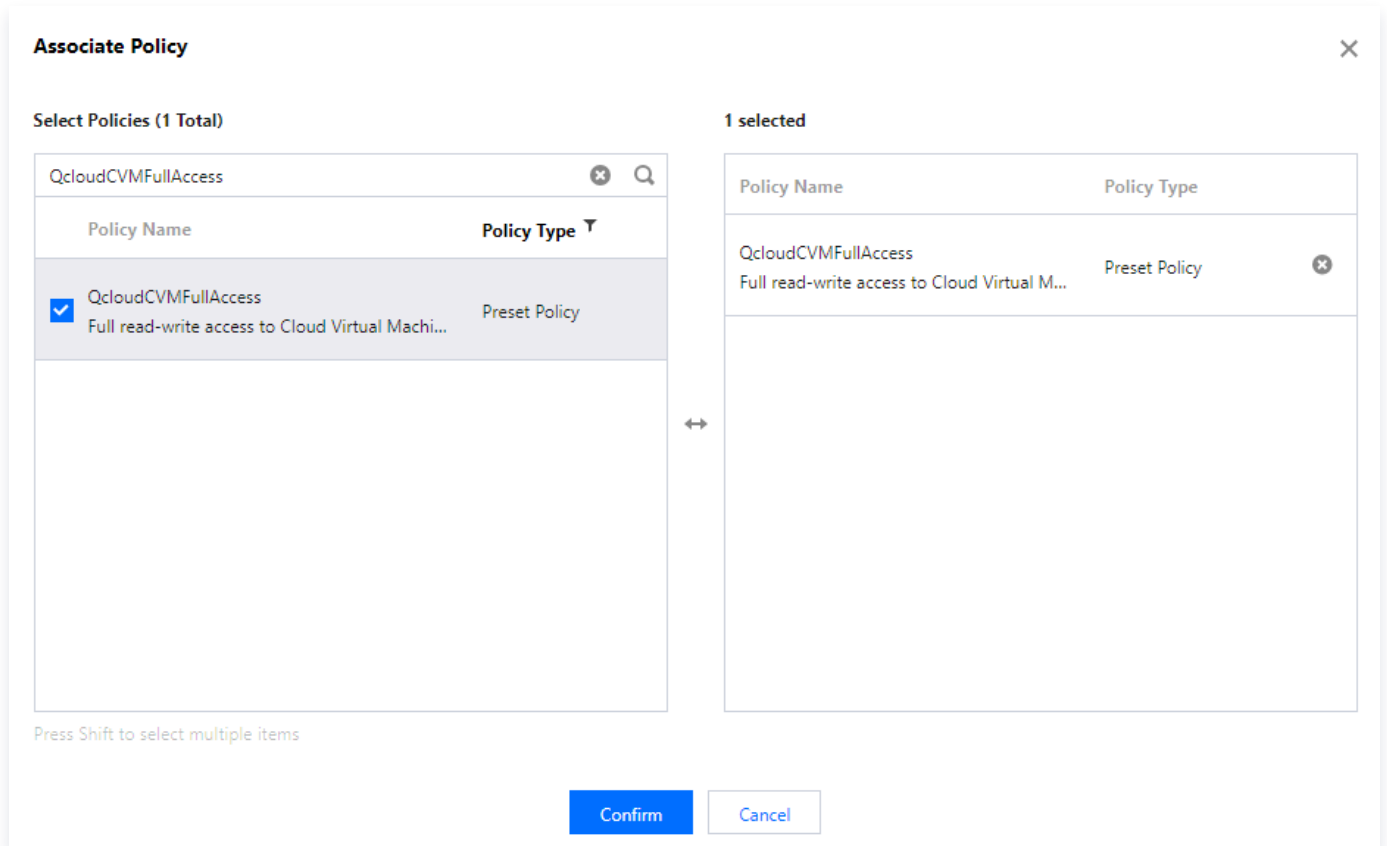 Associate Policy
Select Policies (1 Total)
QcloudCVMFullAccess
Policy Name Policy Type
QcloudCVMFullAccess
Full read-write access to Cloud Virtual Machi...
Preset Policy
Press Shift to select multiple items
1 selected
Policy Name Policy Type
QcloudCVMFullAccess
Full read-write access to Cloud Virtual M...
Preset Policy
Confirm Cancel